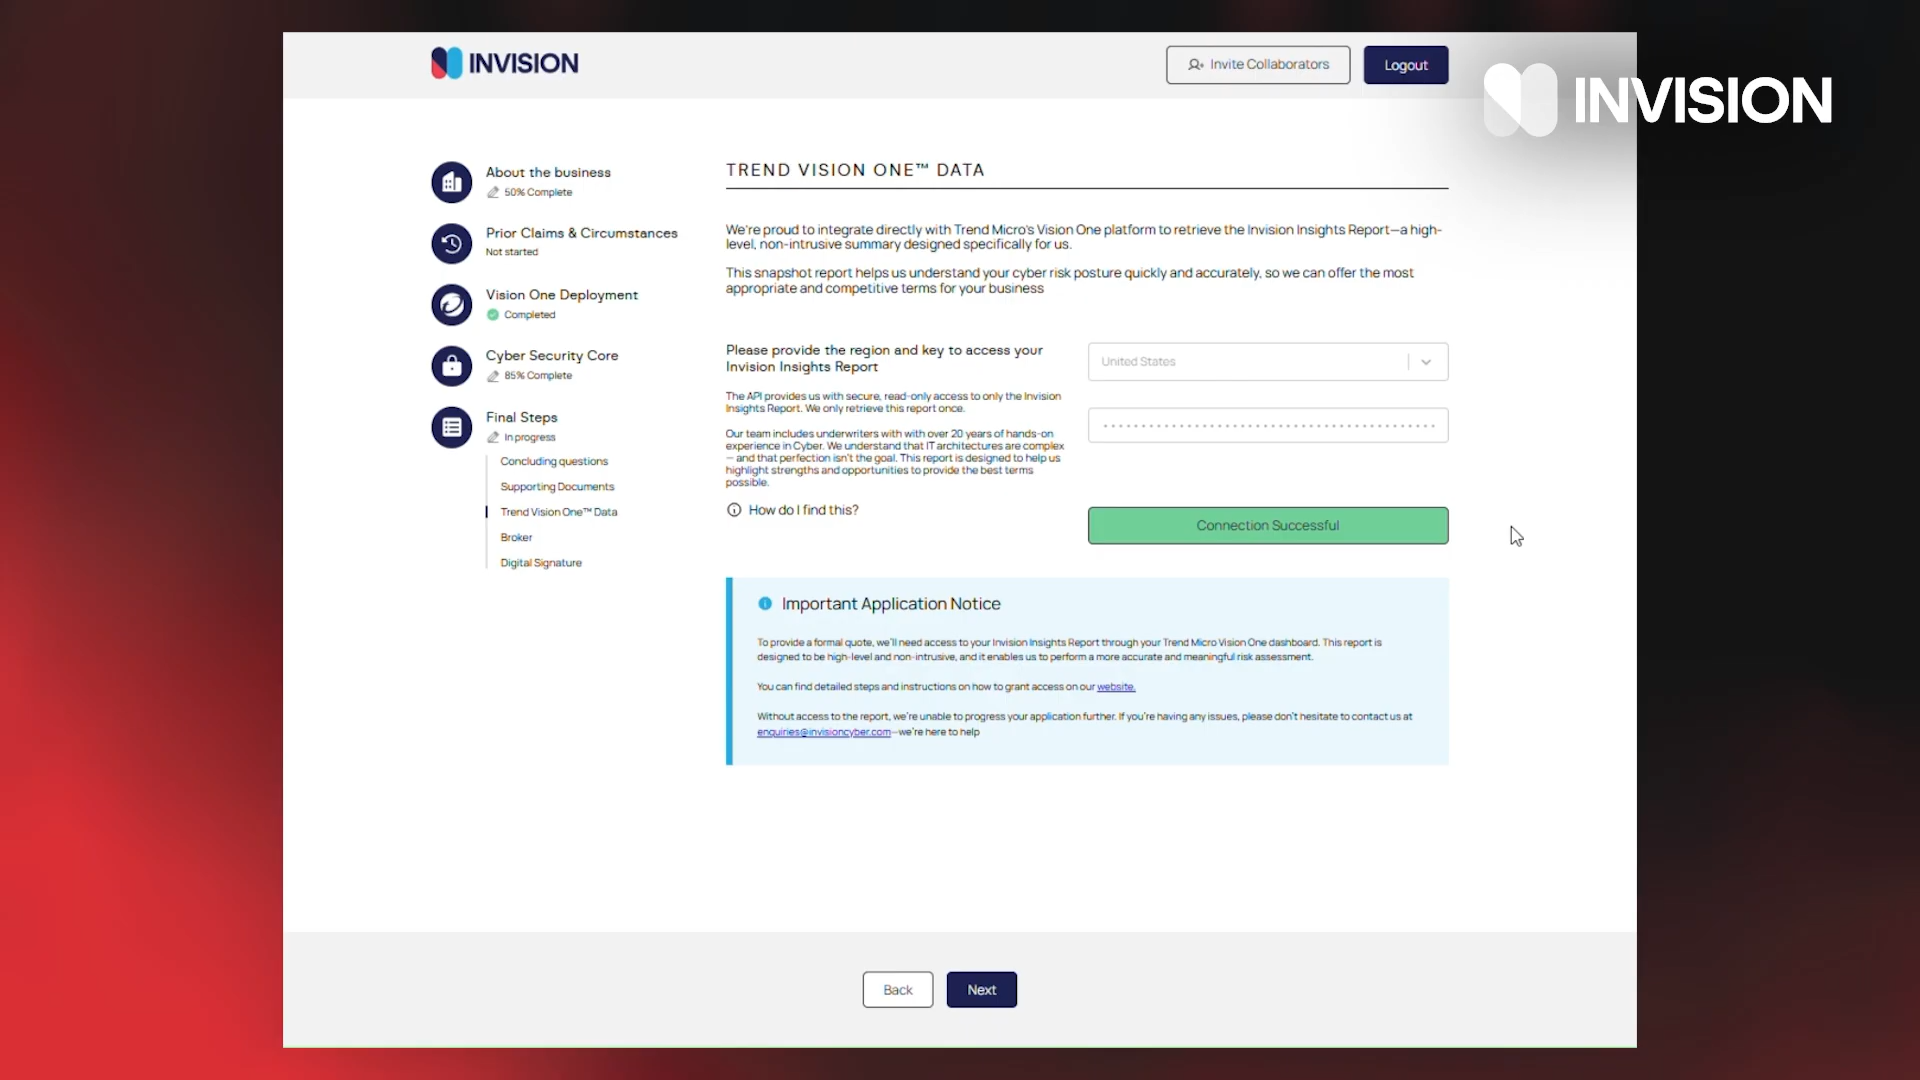 INVISION
Invite Collaborators
Logout
INVISION
About the business
50% Complete
Prior Claims & Circumstances
Not started
Vision One Deployment
Completed
Cyber Security Core
85% Complete
Final Steps
In progress
Concluding questions
Supporting Documents
Trend Vision One™ Data
Broker
Digital Signature
TREND VISION ONE™ DATA
We're proud to integrate directly with Trend Micro's Vision One platform to retrieve the Invision Insights Report—a high-
level, non-intrusive summary designed specifically for us.
This snapshot report helps us understand your cyber risk posture quickly and accurately, so we can offer the most
appropriate and competitive terms for your business
Please provide the region and key to access your
Invision Insights Report
The API provides us with secure, read-only access to only the Invision
Insights Report. We only retrieve this report once.
Our team includes underwriters with with over 20 years of hands-on
experience in Cyber. We understand that IT architectures are complex
— and that perfection isn't the goal. This report is designed to help us
highlight strengths and opportunities to provide the best terms
possible.
How do I find this?
United States
Connection Successful
Important Application Notice
To provide a formal quote, we'll need access to your Invision Insights Report through your Trend Micro Vision One dashboard. This report is
designed to be high-level and non-intrusive, and it enables us to perform a more accurate and meaningful risk assessment.
You can find detailed steps and instructions on how to grant access on our website.
Without access to the report, we're unable to progress your application further. If you're having any issues, please don't hesitate to contact us at
enquiries@invisioncyber.com—we're here to help
Back
Next